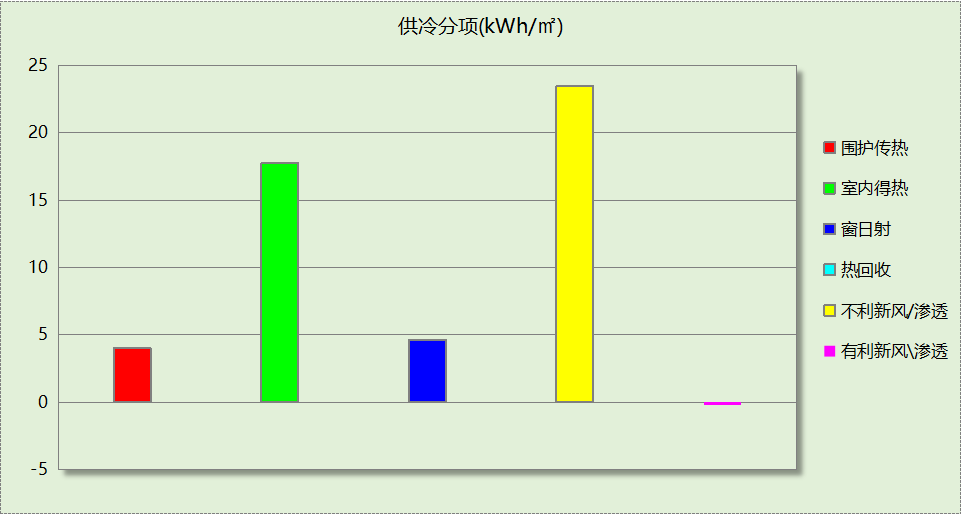 供冷分项(kWh/㎡)
25
20
15
10
5
0
-5
围护传热
室内得热
窗日射
热回收
不利新风/渗透
有利新风\渗透